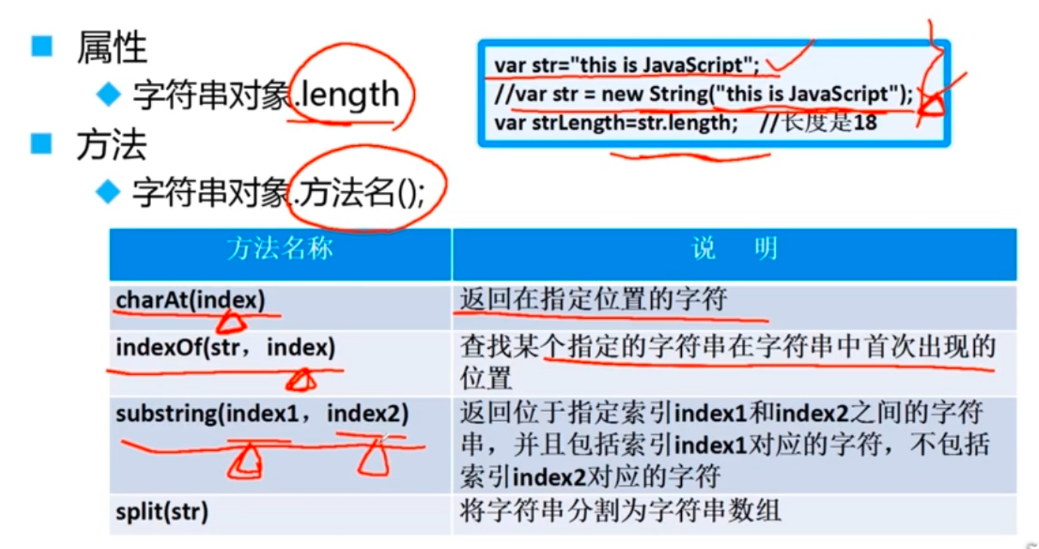 属性
字符串对象.length
var str="this is JavaScript";
//var str = new String("this is JavaScript");
var strLength=str.length; //长度是18
方法
字符串对象.方法名();
方法名称 说 明
charAt(index) 返回在指定位置的字符
indexOf(str，index) 查找某个指定的字符串在字符串中首次出现的
位置
substring(index1，index2) 返回位于指定索引index1和index2之间的字符
串，并且包括索引index1对应的字符，不包括
索引index2对应的字符
split(str) 将字符串分割为字符串数组